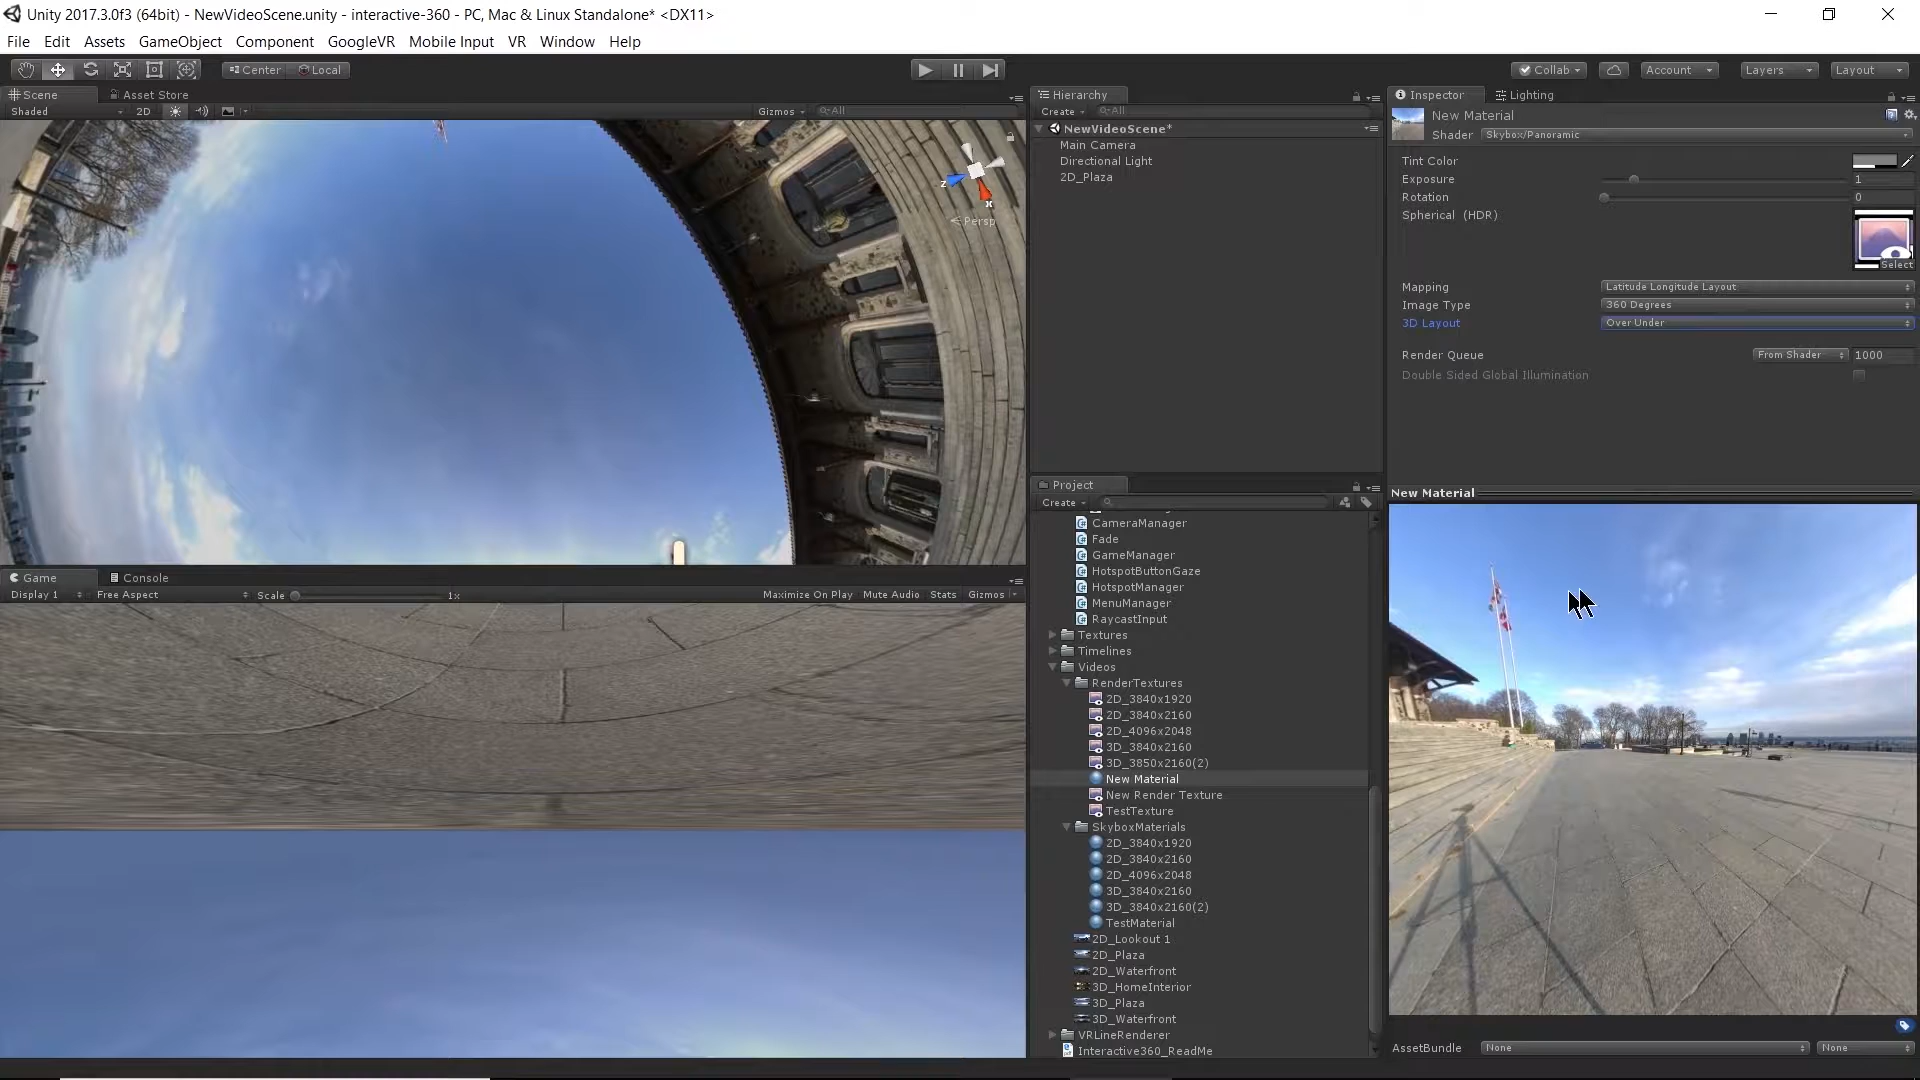 Unity 2017.3.0f3 (64bit) - NewVideoScene.unity - interactive-360 - PC, Mac & Linux Standalone* <DX11>
File Edit Assets GameObject Component GoogleVR Mobile Input VR Window Help
Center Local
Collab Account Layers Layout
Scene Asset Store
Shaded 2D Gizmos All
z
x
Persp
Game Console
Display 1 Free Aspect Scale 1x Maximize On Play Mute Audio Stats Gizmos
Hierarchy
Create All
NewVideoScene*
Main Camera
Directional Light
2D_Plaza
Project
Create
CameraManager
Fade
GameManager
HotspotButtonGaze
HotspotManager
MenuManager
RaycastInput
Textures
Timelines
Videos
RenderTextures
2D_3840x1920
2D_3840x2160
2D_4096x2048
3D_3840x2160
3D_3850x2160(2)
New Material
New Render Texture
TestTexture
SkyboxMaterials
2D_3840x1920
2D_3840x2160
2D_4096x2048
3D_3840x2160
3D_3840x2160(2)
TestMaterial
2D_Lookout 1
2D_Plaza
2D_Waterfront
3D_HomeInterior
3D_Plaza
3D_Waterfront
VRLineRenderer
Interactive360_ReadMe
Inspector Lighting
New Material
Shader Skybox/Panoramic
Tint Color
Exposure 1
Rotation 0
Spherical (HDR)
Select
Mapping Latitude Longitude Layout
Image Type 360 Degrees
3D Layout Over Under
Render Queue From Shader 1000
Double Sided Global Illumination
New Material
AssetBundle None None